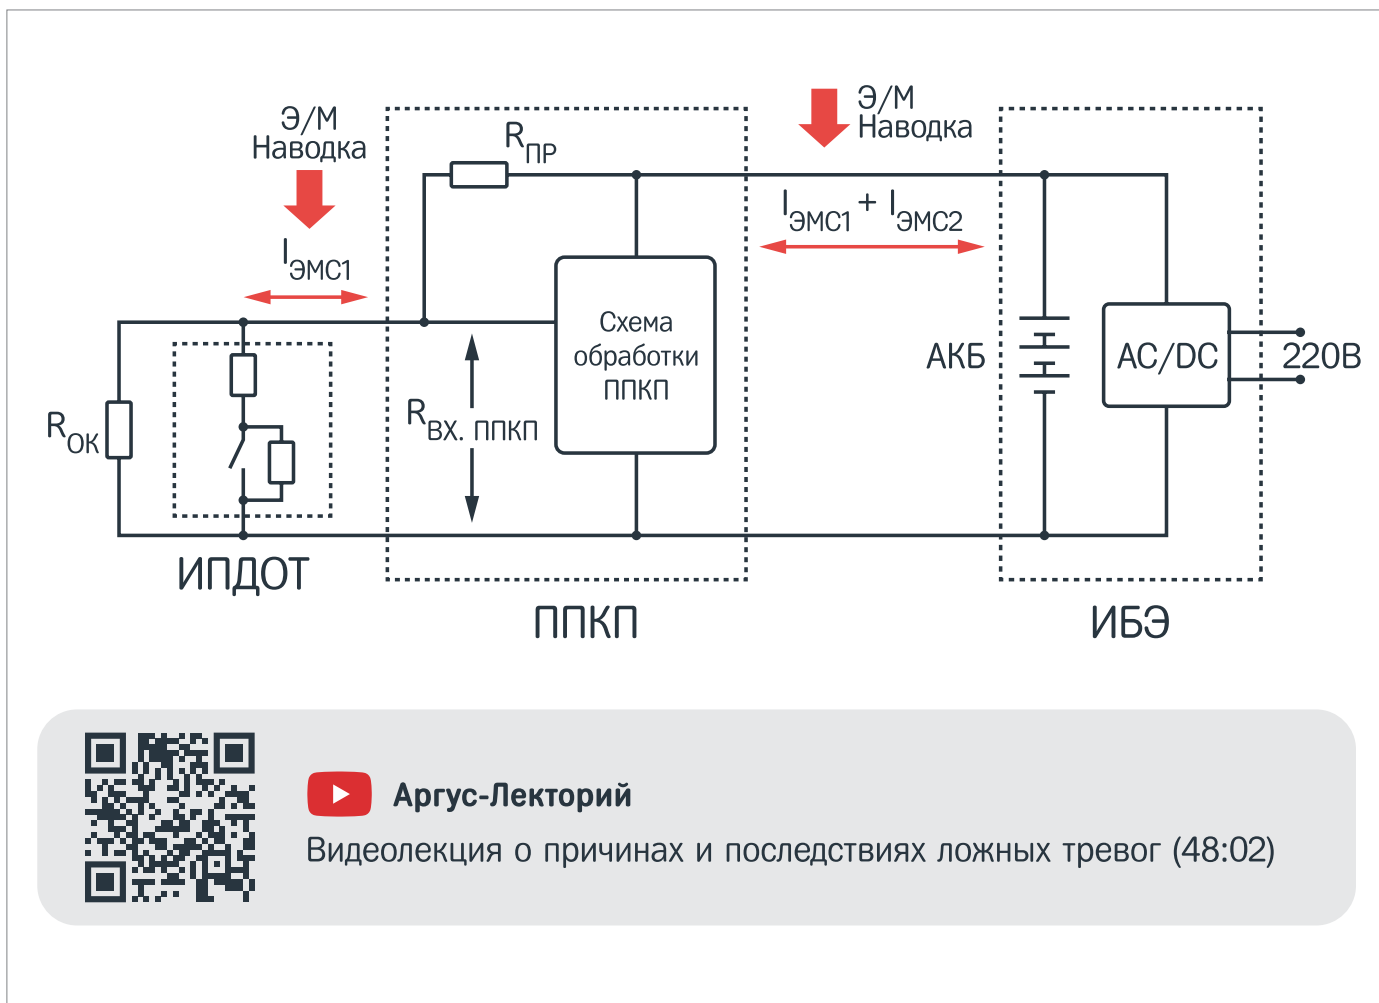 Э/М
Наводка
Э/М
Наводка
RПР
IЭМС1 + IЭМС2
IЭМС1
Схема
обработки
ППКП
АКБ
AC/DC
220В
RОК
RВХ. ППКП
ИПДОТ
ППКП
ИБЭ
Аргус-Лекторий
Видеолекция о причинах и последствиях ложных тревог (48:02)